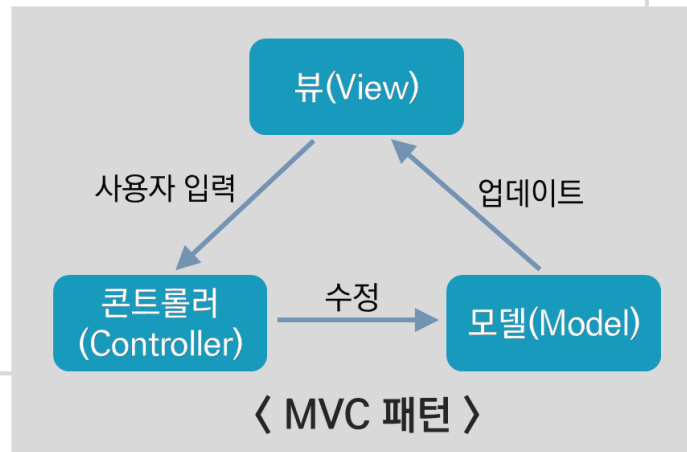 뷰(View)
사용자 입력
업데이트
콘트롤러
(Controller)
수정
모델(Model)
〈 MVC 패턴 〉